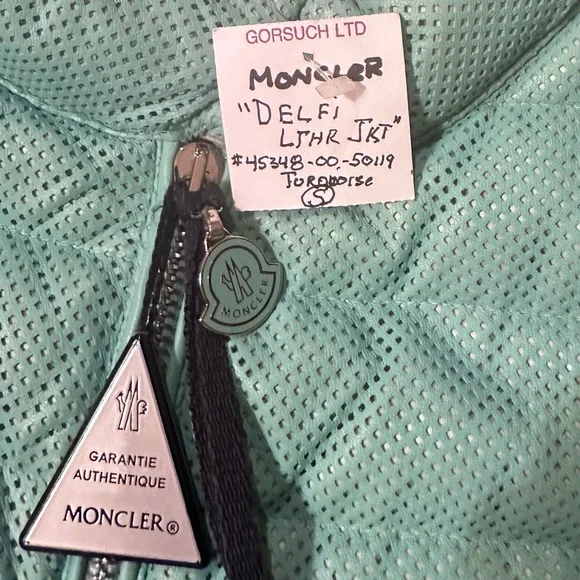 GORSUCH LTD
MONCLER
"DELFI
LTHR JKT"
#45348-00-50119
TURQUOISE
S
MONCLER
GARANTIE
AUTHENTIQUE
MONCLER®